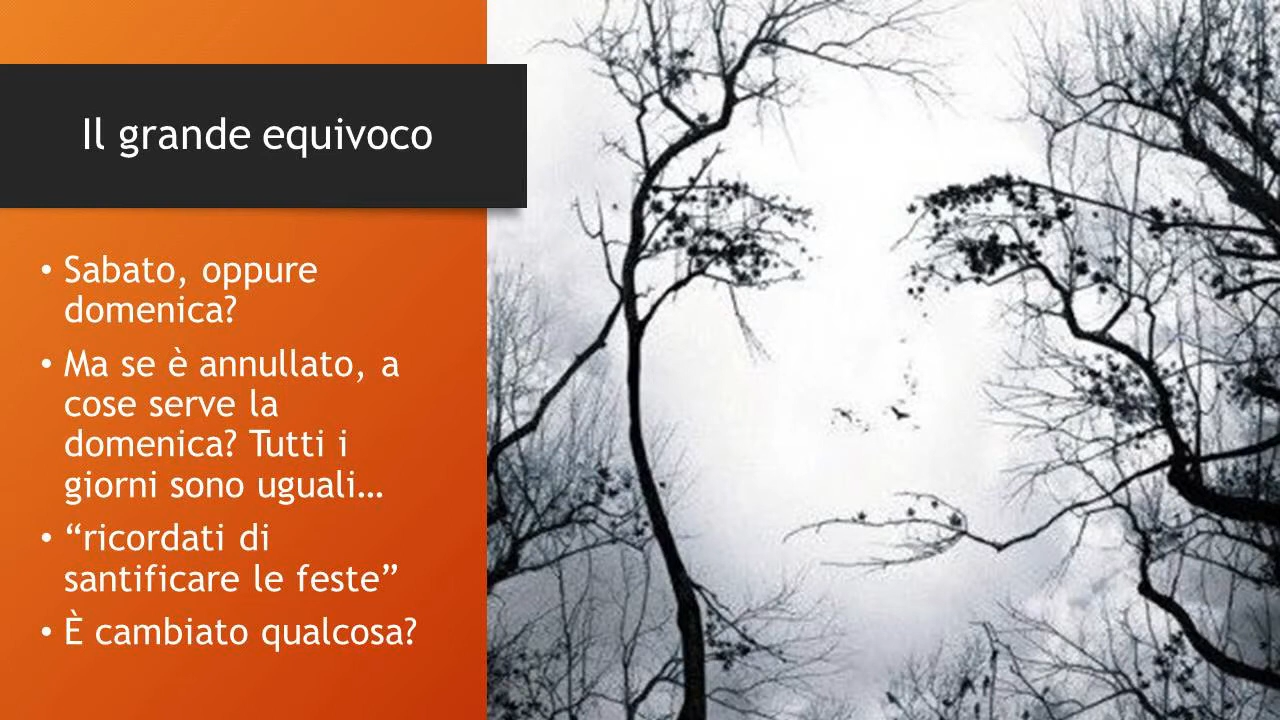 Il grande equivoco
• Sabato, oppure
domenica?
• Ma se è annullato, a
cose serve la
domenica? Tutti i
giorni sono uguali…
• “ricordati di
santificare le feste”
• È cambiato qualcosa?